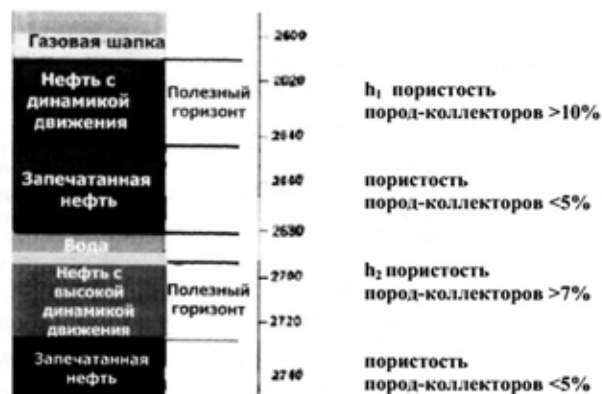 Газовая шапка
Нефть с
динамикой
движения
Полезный
горизонт
Запечатанная
нефть
Вода
Нефть с
высокой
динамикой
движения
Полезный
горизонт
Запечатанная
нефть
2600
2620
2640
2660
2680
2700
2720
2740
h₁ пористость
пород-коллекторов >10%
пористость
пород-коллекторов <5%
h₂ пористость
пород-коллекторов >7%
пористость
пород-коллекторов <5%